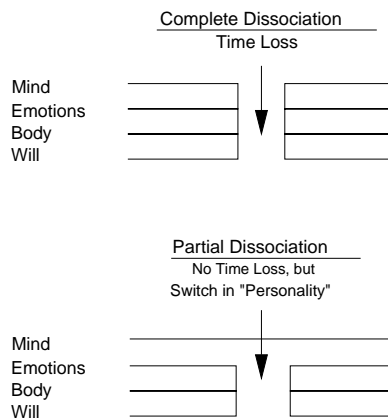 Complete Dissociation
Time Loss
Mind
Emotions
Body
Will
Partial Dissociation
No Time Loss, but
Switch in "Personality"
Mind
Emotions
Body
Will